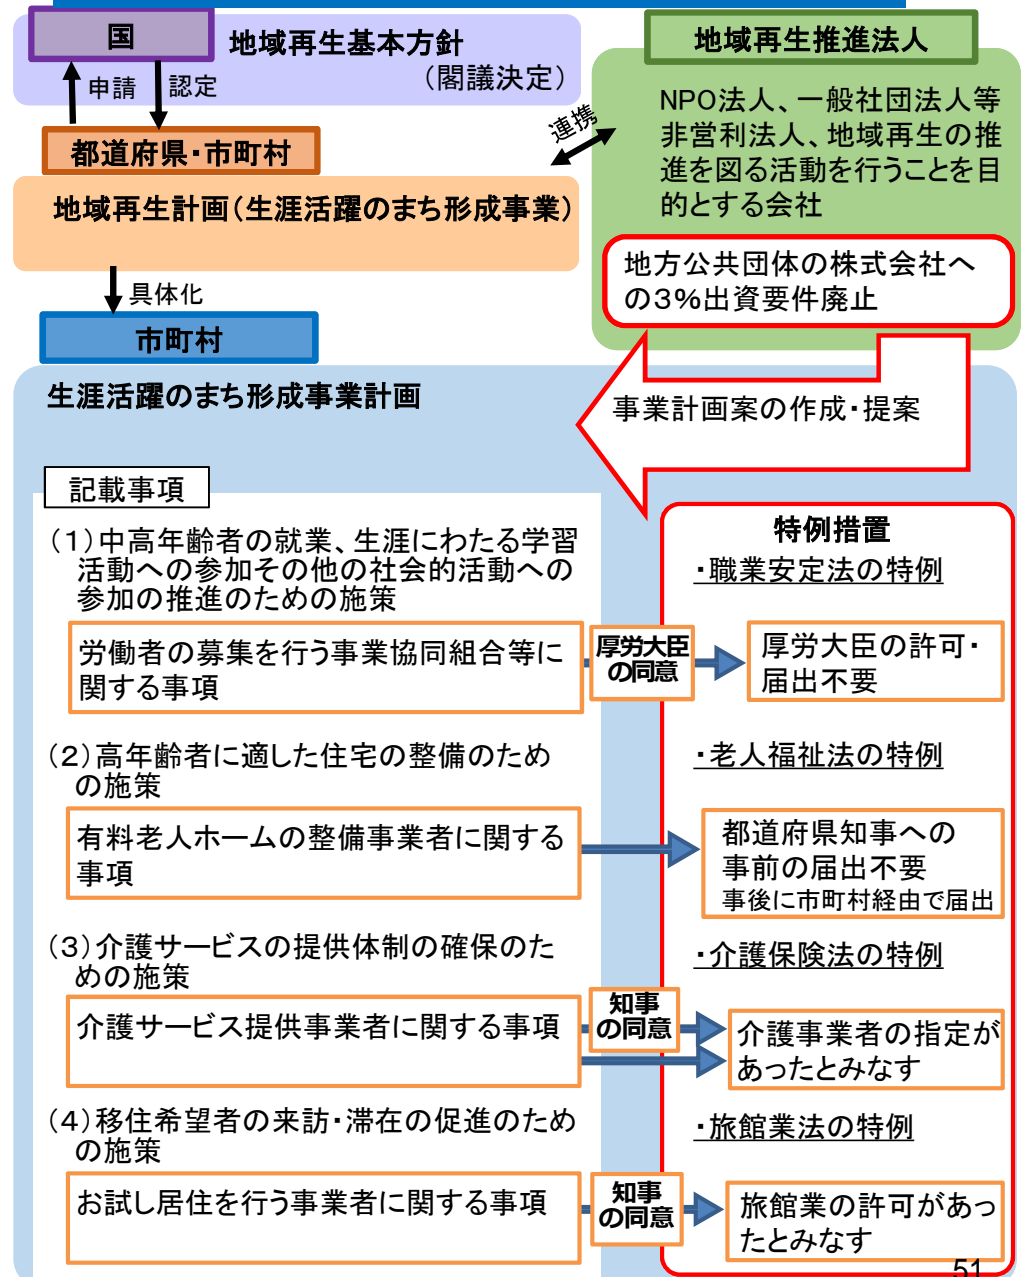 国
地域再生基本方針
（閣議決定）
申請
認定
都道府県・市町村
地域再生計画（生涯活躍のまち形成事業）
連携
地域再生推進法人
NPO法人、一般社団法人等
非営利法人、地域再生の推
進を図る活動を行うことを目
的とする会社
地方公共団体の株式会社へ
の３％出資要件廃止
具体化
市町村
生涯活躍のまち形成事業計画
事業計画案の作成・提案
記載事項
（１）中高年齢者の就業、生涯にわたる学習
活動への参加その他の社会的活動への
参加の推進のための施策
労働者の募集を行う事業協同組合等に
関する事項
厚労大臣
の同意
特例措置
・職業安定法の特例
厚労大臣の許可・
届出不要
（２）高年齢者に適した住宅の整備のため
の施策
有料老人ホームの整備事業者に関する
事項
・老人福祉法の特例
都道府県知事への
事前の届出不要
事後に市町村経由で届出
（３）介護サービスの提供体制の確保のた
めの施策
介護サービス提供事業者に関する事項
知事
の同意
・介護保険法の特例
介護事業者の指定が
あったとみなす
（４）移住希望者の来訪・滞在の促進のため
の施策
お試し居住を行う事業者に関する事項
知事
の同意
・旅館業法の特例
旅館業の許可があっ
たとみなす
51